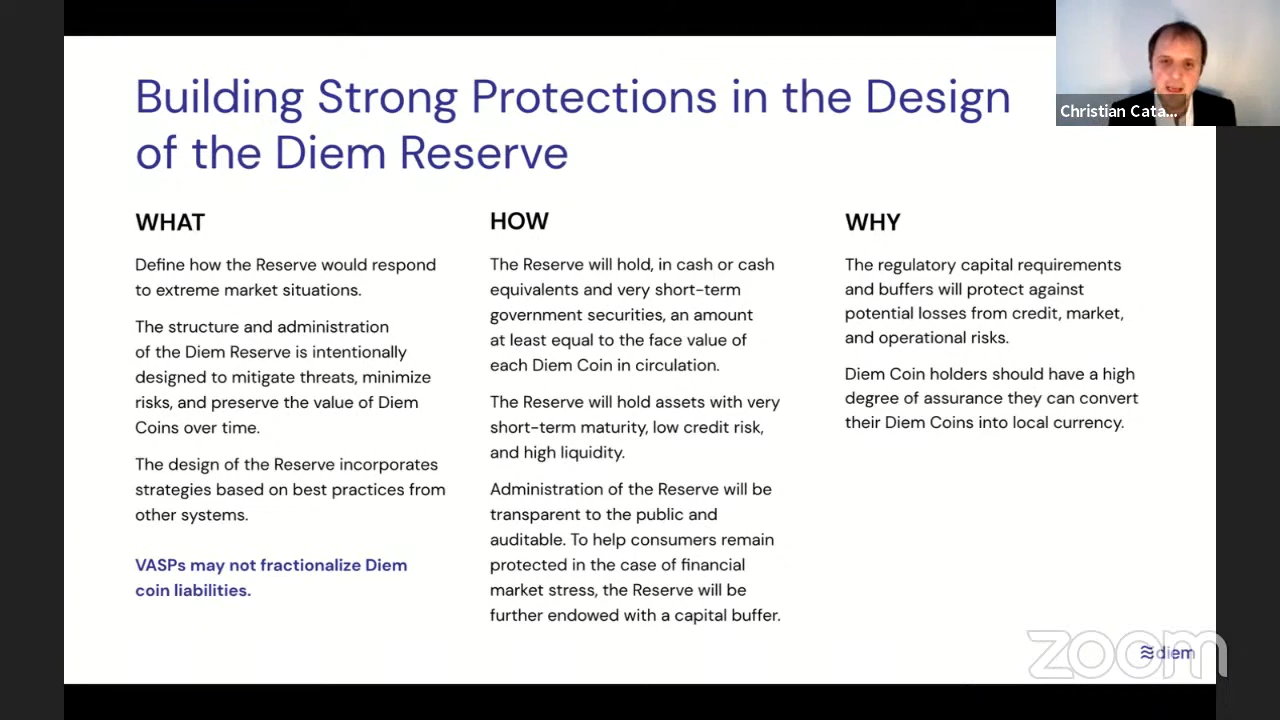 Building Strong Protections in the Design
of the Diem Reserve
Christian Cata...
WHAT
Define how the Reserve would respond
to extreme market situations.
The structure and administration
of the Diem Reserve is intentionally
designed to mitigate threats, minimize
risks, and preserve the value of Diem
Coins over time.
The design of the Reserve incorporates
strategies based on best practices from
other systems.
VASPs may not fractionalize Diem
coin liabilities.
HOW
The Reserve will hold, in cash or cash
equivalents and very short-term
government securities, an amount
at least equal to the face value of
each Diem Coin in circulation.
The Reserve will hold assets with very
short-term maturity, low credit risk,
and high liquidity.
Administration of the Reserve will be
transparent to the public and
auditable. To help consumers remain
protected in the case of financial
market stress, the Reserve will be
further endowed with a capital buffer.
WHY
The regulatory capital requirements
and buffers will protect against
potential losses from credit, market,
and operational risks.
Diem Coin holders should have a high
degree of assurance they can convert
their Diem Coins into local currency.
zoom
diem